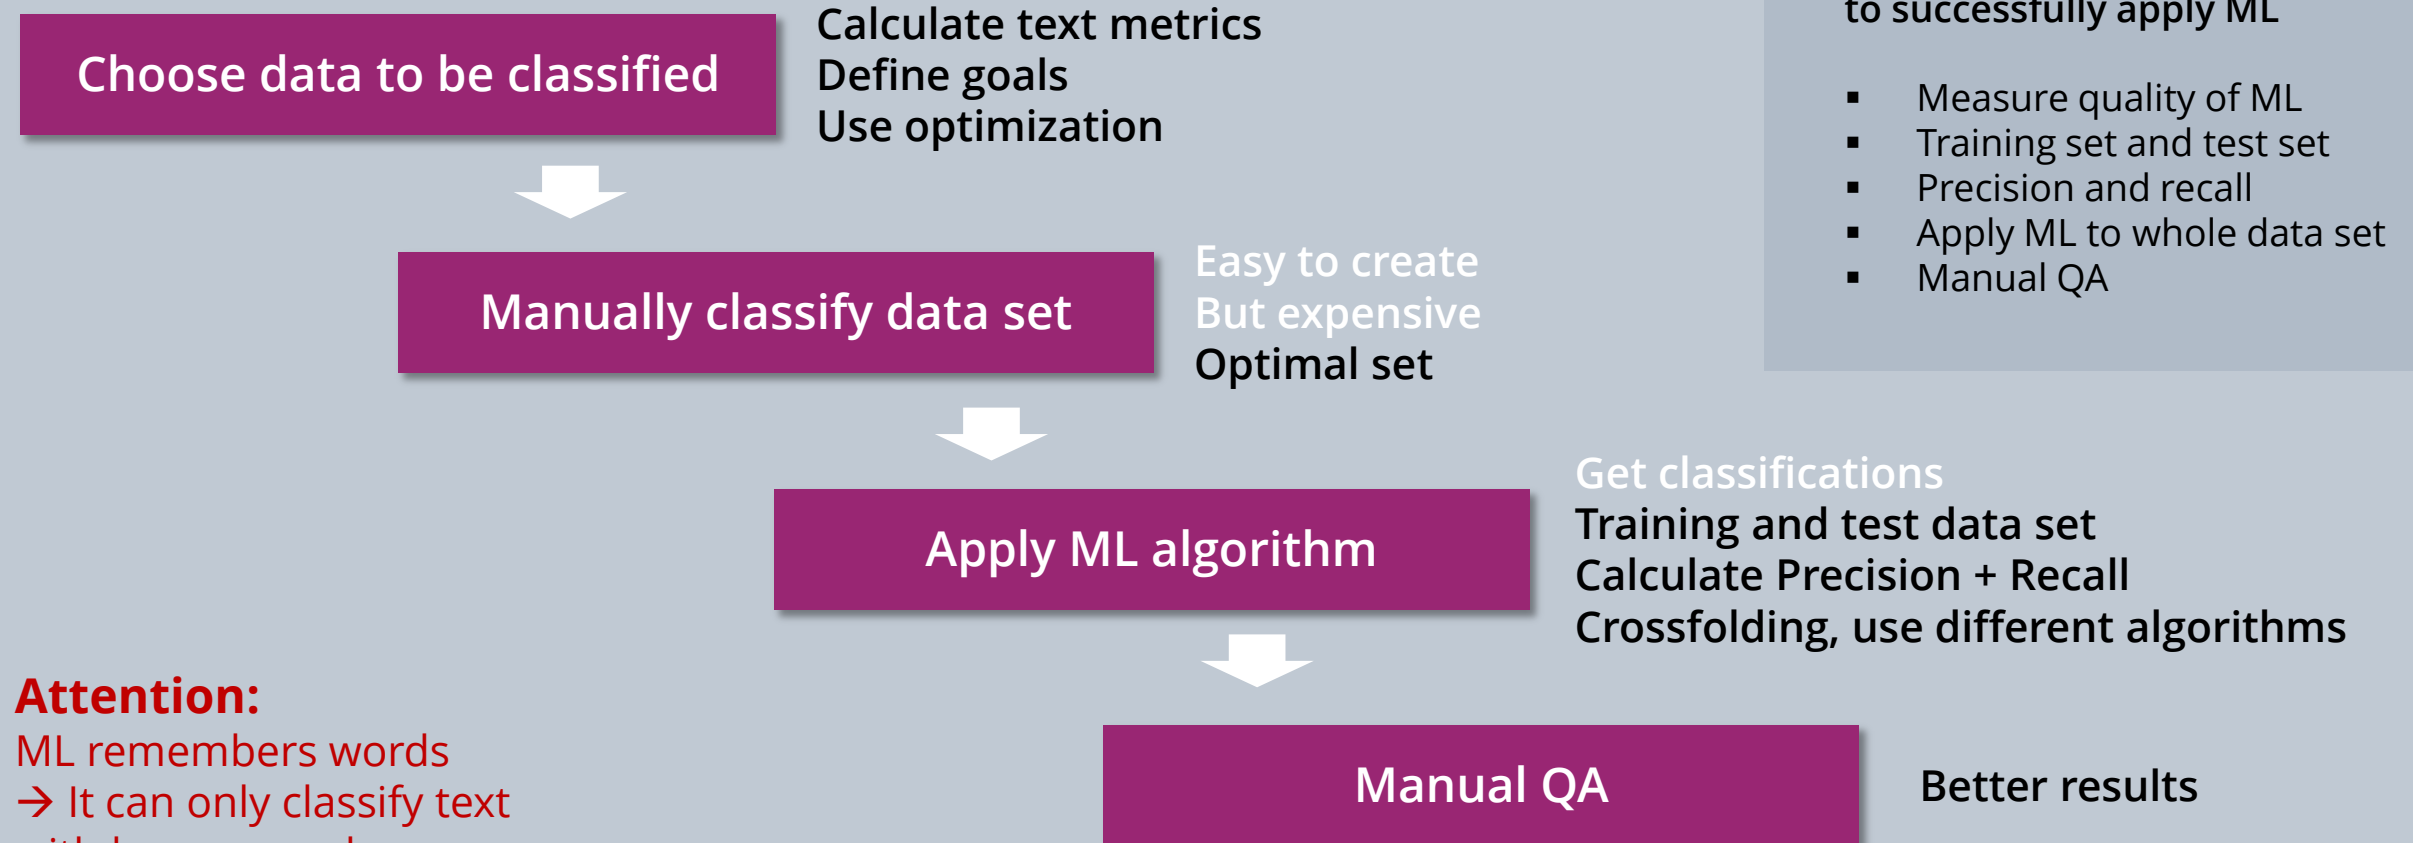 Choose data to be classified
Calculate text metrics
Define goals
Use optimization
to successfully apply ML
▪ Measure quality of ML
▪ Training set and test set
▪ Precision and recall
▪ Apply ML to whole data set
▪ Manual QA
Manually classify data set
Easy to create
But expensive
Optimal set
Apply ML algorithm
Get classifications
Training and test data set
Calculate Precision + Recall
Crossfolding, use different algorithms
Attention:
ML remembers words
→ It can only classify text
Manual QA
Better results